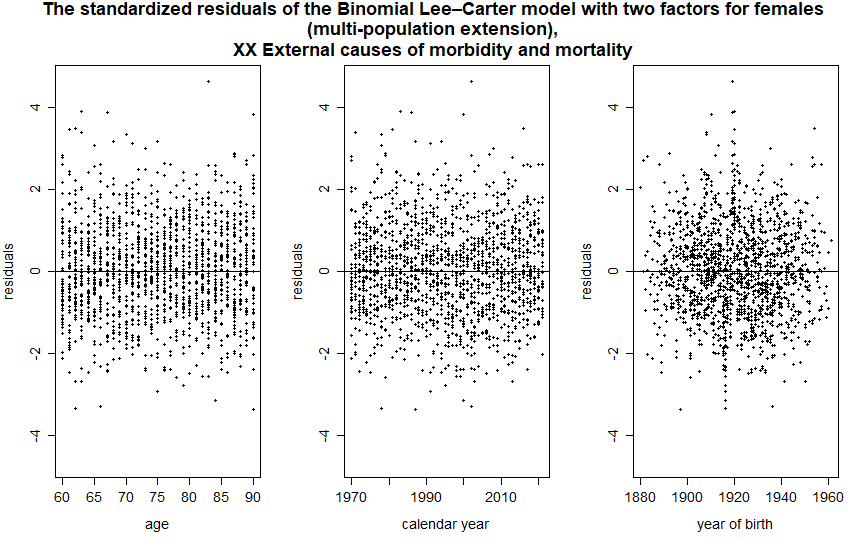 The standardized residuals of the Binomial Lee–Carter model with two factors for females
(multi-population extension),
XX External causes of morbidity and mortality
residuals
4
2
0
-2
-4
60 65 70 75 80 85 90
age
residuals
4
2
0
-2
-4
1970 1990 2010
calendar year
residuals
4
2
0
-2
-4
1880 1900 1920 1940 1960
year of birth